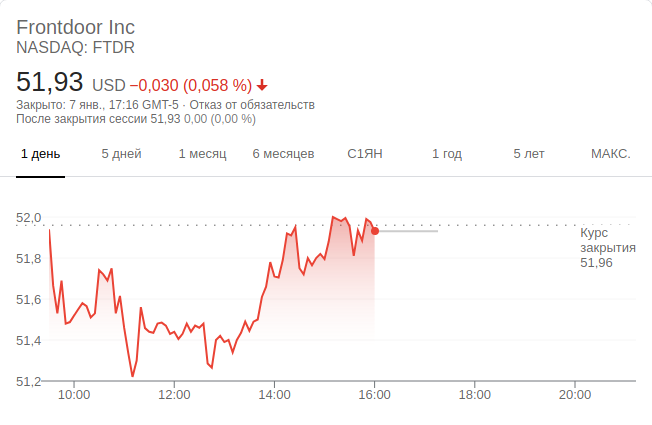 Frontdoor Inc
NASDAQ: FTDR
51,93 USD −0,030 (0,058 %)
Закрыто: 7 янв., 17:16 GMT-5 · Отказ от обязательств
После закрытия сессии 51,93 0,00 (0,00 %)
1 день 5 дней 1 месяц 6 месяцев С1ЯН 1 год 5 лет МАКС.
52,0
51,8
51,6
51,4
51,2
Курс
закрытия
51,96
10:00 12:00 14:00 16:00 18:00 20:00